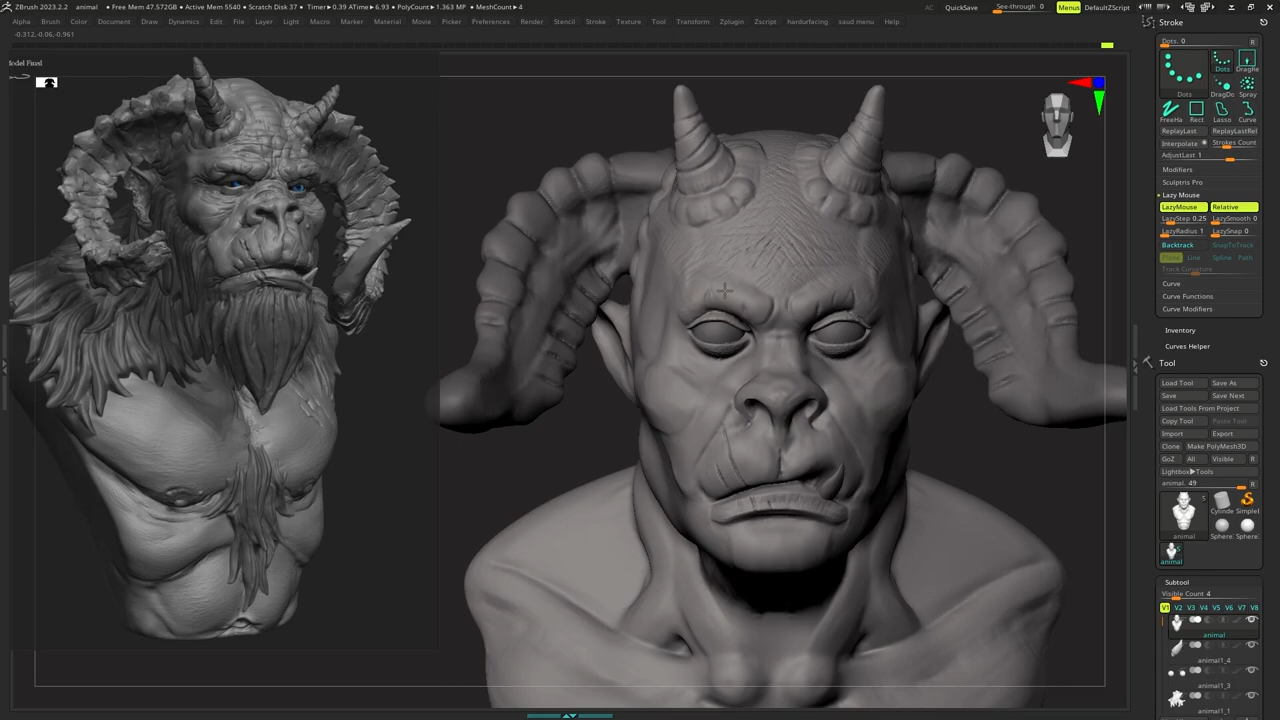 ZBrush 2023.2.2 animal • Free Mem 47.572GB • Active Mem 5540 • Scratch Disk 37 • Timer▸0.39 ATime▸6.93 • PolyCount▸1.363 MP • MeshCount▸4 AC QuickSave See-through 0 Menus DefaultZScript
Alpha Brush Color Document Draw Dynamics Edit File Layer Light Macro Marker Material Movie Picker Preferences Render Stencil Stroke Texture Tool Transform Zplugin Zscript hardurfacing saud menu Help
-0.312,-0.06,-0.961
Model Final
Stroke
Dots. 0 R
Dots DragRe
Dots DragDo Spray
FreeHa Rect Lasso Curve
ReplayLast ReplayLastRel
Interpolate Strokes Count
AdjustLast 1
Modifiers
Sculptris Pro
Lazy Mouse
LazyMouse Relative
LazyStep 0.25 LazySmooth 0
LazyRadius 1 LazySnap 0
Backtrack SnapToTrack
Plane Line Spline Path
Track Curvature
Curve
Curve Functions
Curve Modifiers
Inventory
Curves Helper
Tool
Load Tool Save As
Save Save Next
Load Tools From Project
Copy Tool Paste Tool
Import Export
Clone Make PolyMesh3D
GoZ All Visible R
Lightbox▸Tools
animal. 49 R
S
Cylinde Simplel
animal Sphere Sphere
S
animal
Subtool
Visible Count 4
V1 V2 V3 V4 V5 V6 V7 V8
animal
animal1_4
animal1_3
animal1_1